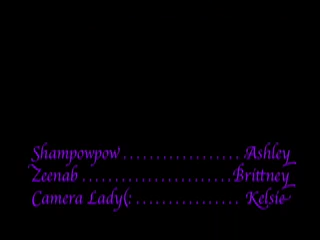 Shampowpow .................. Ashley
Zeenab ....................... Brittney
Camera Lady(: ................ Kelsie